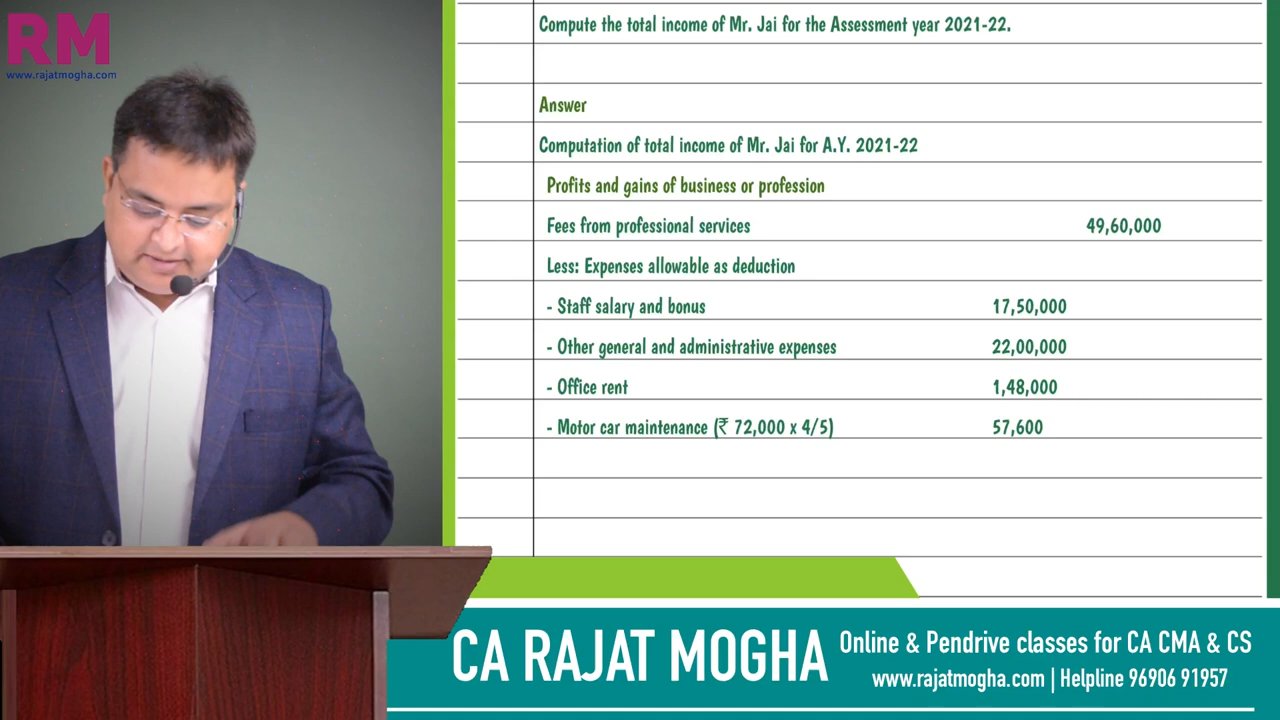 RM
www.rajatmogha.com
Compute the total income of Mr. Jai for the Assessment year 2021-22.
Answer
Computation of total income of Mr. Jai for A.Y. 2021-22
Profits and gains of business or profession
Fees from professional services 49,60,000
Less: Expenses allowable as deduction
- Staff salary and bonus 17,50,000
- Other general and administrative expenses 22,00,000
- Office rent 1,48,000
- Motor car maintenance (₹ 72,000 x 4/5) 57,600
CA RAJAT MOGHA
Online & Pendrive classes for CA CMA & CS
www.rajatmogha.com | Helpline 96906 91957